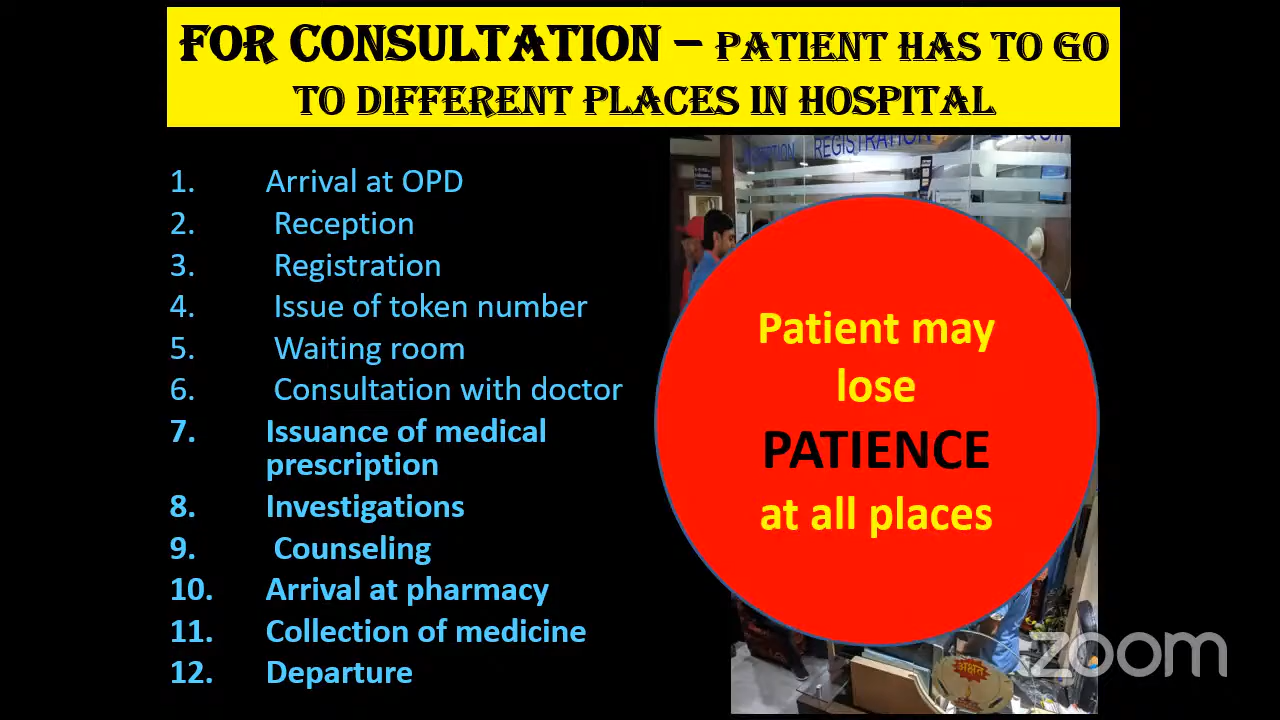 FOR CONSULTATION – PATIENT HAS TO GO
TO DIFFERENT PLACES IN HOSPITAL
1. Arrival at OPD
2. Reception
3. Registration
4. Issue of token number
5. Waiting room
6. Consultation with doctor
7. Issuance of medical
prescription
8. Investigations
9. Counseling
10. Arrival at pharmacy
11. Collection of medicine
12. Departure
REGISTRATION
Patient may
lose
PATIENCE
at all places
अक्षत
zoom